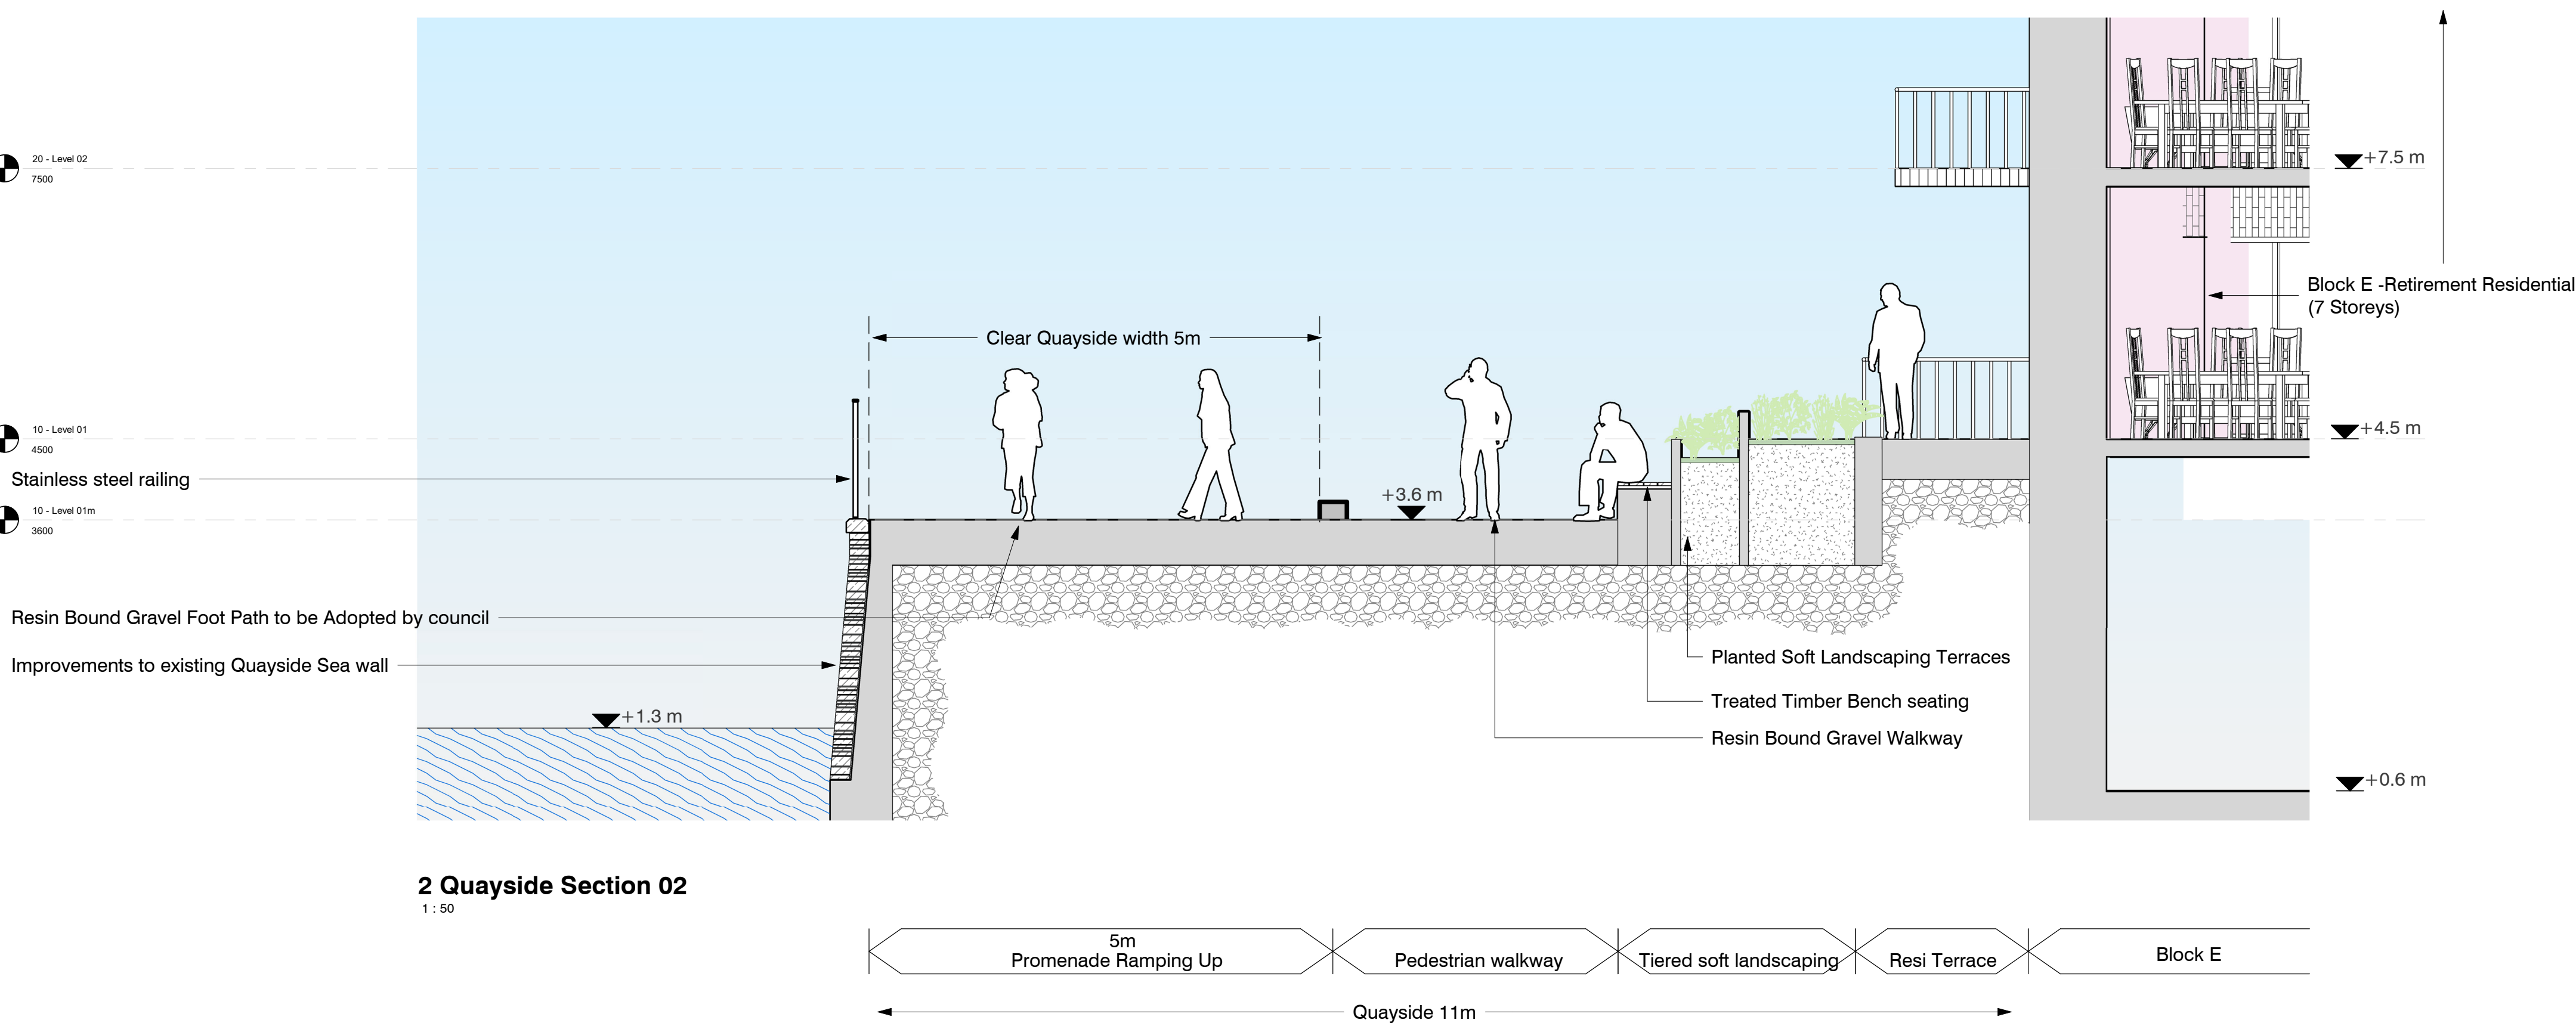 20 - Level 02
7500
+7.5 m
Block E -Retirement Residential
(7 Storeys)
Clear Quayside width 5m
10 - Level 01
4500
+4.5 m
Stainless steel railing
+3.6 m
10 - Level 01m
3600
Resin Bound Gravel Foot Path to be Adopted by council
Improvements to existing Quayside Sea wall
Planted Soft Landscaping Terraces
Treated Timber Bench seating
+1.3 m
Resin Bound Gravel Walkway
+0.6 m
2 Quayside Section 02
1 : 50
5m
Promenade Ramping Up
Pedestrian walkway
Tiered soft landscaping
Resi Terrace
Block E
Quayside 11m